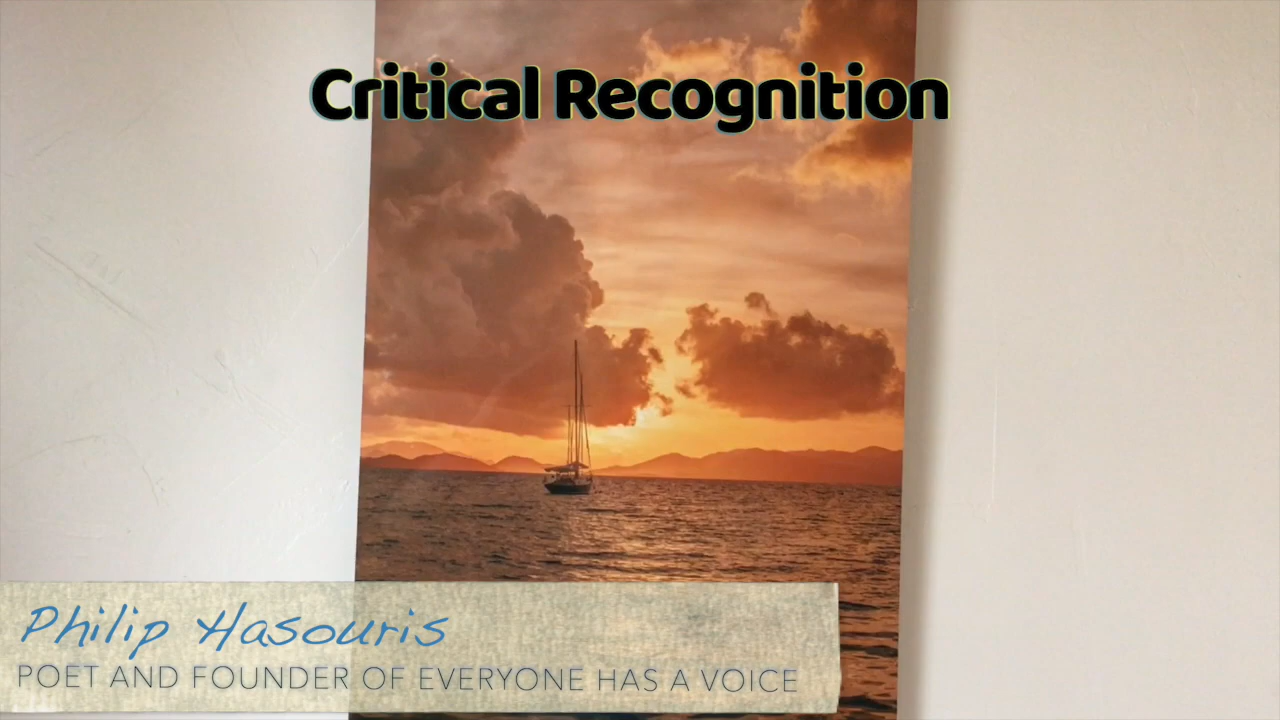 Critical Recognition
Philip Hasouris
POET AND FOUNDER OF EVERYONE HAS A VOICE